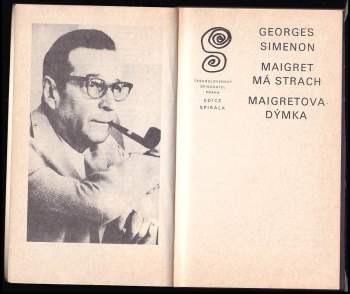 GEORGES
SIMENON
MAIGRET
MÁ STRACH
MAIGRETOVA
DÝMKA
ČESKOSLOVENSKÝ
SPISOVATEL
PRAHA
EDICE
SPIRÁLA